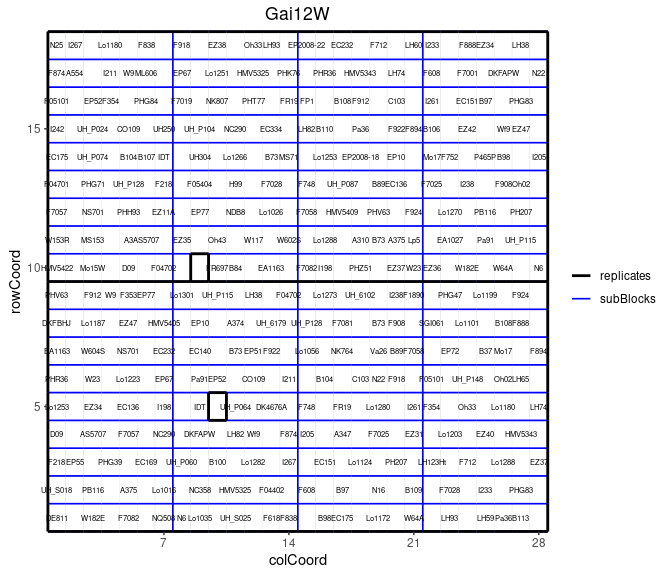 Gai12W
N25 I267 Lo1180 F838 F918 EZ38 Oh33 LH93 EP2008-22 EC232 F712 LH60 I233 F888 EZ34 LH38
F874 A554 I211 W9 ML606 EP67 Lo1251 HMV5325 PHK76 PHR36 HMV5343 LH74 F608 F7001 DKFAPW N22
F05101 EP52 F354 PHG84 F7019 NK807 PHT77 FR19 FP1 B108 F912 C103 I261 EC151 B97 PHG83
15 I242 UH_P024 CO109 UH250 UH_P104 NC290 EC334 LH82 B110 Pa36 F922 F894 B106 EZ42 Wf9 EZ47
EC175 UH_P074 B104 B107 IDT UH304 Lo1266 B73 MS71 Lo1253 EP2008-18 EP10 Mo17 F752 P465P B98 I205
F04701 PHG71 UH_P128 F218 F05404 H99 F7028 F748 UH_P087 B89 EC136 F7025 I238 F908 Oh02
F7057 NS701 PHH93 EZ11A EP77 NDB8 Lo1026 F7058 HMV5409 PHV63 F924 Lo1270 PB116 PH207
W153R MS153 A3 AS5707 EZ35 Oh43 W117 W602S Lo1288 A310 B73 A375 Lp5 EA1027 Pa91 UH_P115
10 HMV5422 Mo15W D09 F04702 FR697 B84 EA1163 F7082 I198 PHZ51 EZ37 W23 EZ36 W182E W64A N6
PHV63 F912 W9 F353 EP77 Lo1301 UH_P115 LH38 F04702 Lo1273 UH_6102 I238 F1890 PHG47 Lo1199 F924
DKFBHJ Lo1187 EZ47 HMV5405 EP10 A374 UH_6179 UH_P128 F7081 B73 F908 SGI061 Lo1101 B108 F888
EA1163 W604S NS701 EC232 EC140 B73 EP51 F922 Lo1056 NK764 Va26 B89 F7058 EP72 B37 Mo17 F894
PHR36 W23 Lo1223 EP67 Pa91 EP52 CO109 I211 B104 C103 N22 F918 F05101 UH_P148 Oh02 LH65
5 Lo1253 EZ34 EC136 I198 IDT UH_P064 DK4676A F748 FR19 Lo1280 I261 F354 Oh33 Lo1180 LH74
D09 AS5707 F7057 NC290 DKFAPW LH82 Wf9 F874 I205 A347 F7025 EZ31 Lo1203 EZ40 HMV5343
F218 EP55 PHG39 EC169 UH_P060 B100 Lo1282 I267 EC151 Lo1124 PH207 LH123Ht F712 Lo1288 EZ37
UH_S018 PB116 A375 Lo1016 NC358 HMV5325 F04402 F608 B97 N16 B109 F7028 I233 PHG83
DE811 W182E F7082 NQ508 N6 Lo1035 UH_S025 F618 F838 B98 EC175 Lo1172 W64A LH93 LH59 Pa36 B113
7 14 21 28
colCoord
rowCoord
replicates
subBlocks